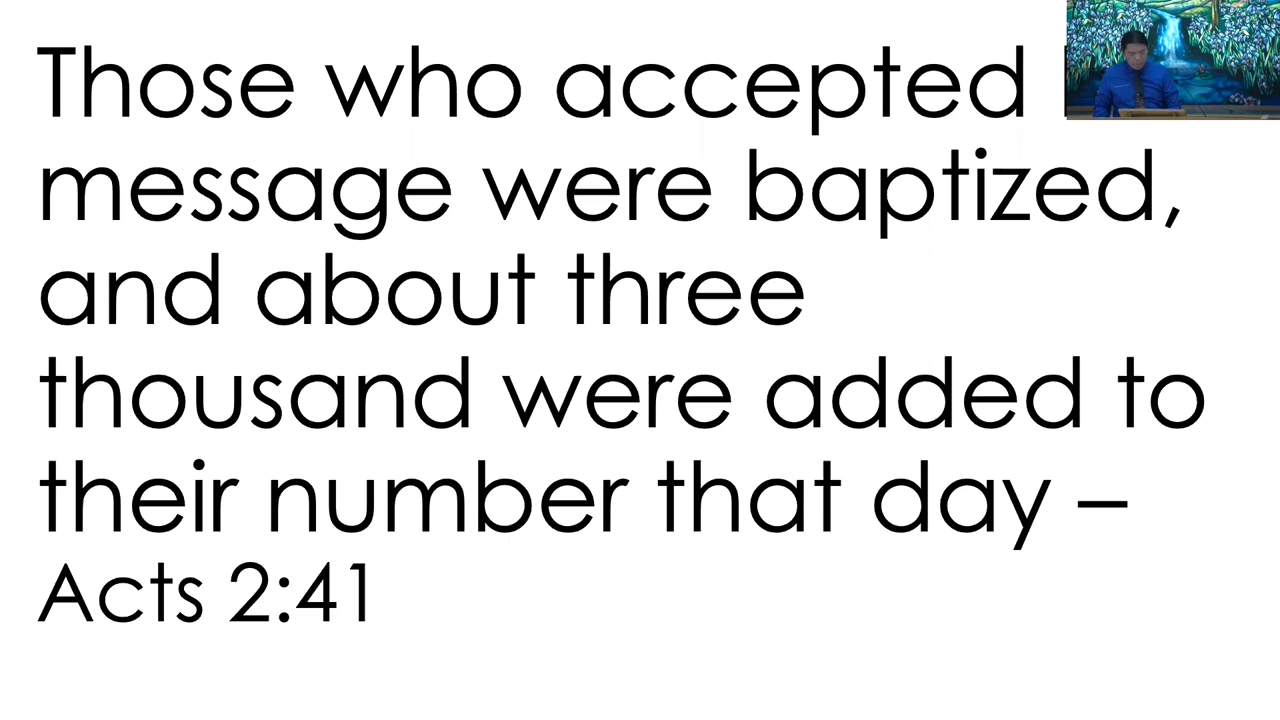 Those who accepted
message were baptized,
and about three
thousand were added to
their number that day –
Acts 2:41